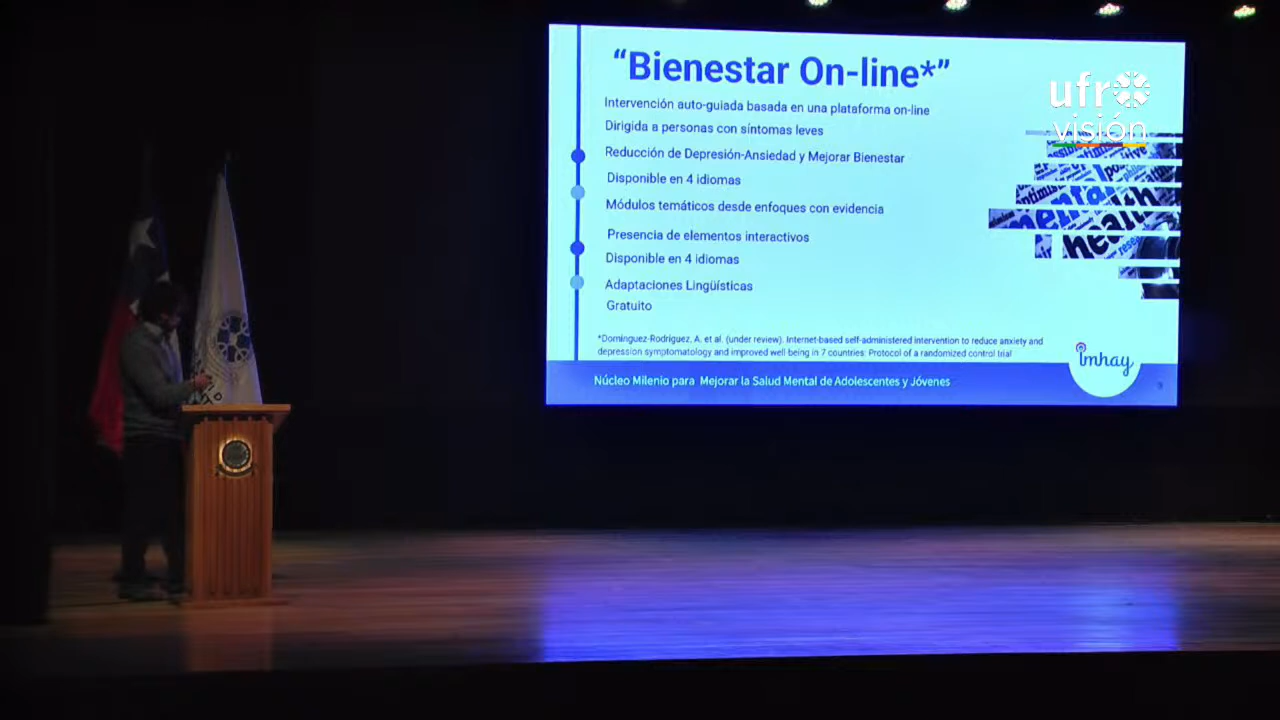 “Bienestar On-line*”
Intervención auto-guiada basada en una plataforma on-line
Dirigida a personas con síntomas leves
Reducción de Depresión-Ansiedad y Mejorar Bienestar
Disponible en 4 idiomas
Módulos temáticos desde enfoques con evidencia
Presencia de elementos interactivos
Disponible en 4 idiomas
Adaptaciones Lingüísticas
Gratuito
*Domínguez-Rodríguez, A. et al. (under review). Internet-based self-administered intervention to reduce anxiety and
depression symptomatology and improved well being in 7 countries: Protocol of a randomized control trial
Núcleo Milenio para Mejorar la Salud Mental de Adolescentes y Jóvenes
imhay
ufro
visión
mental
health